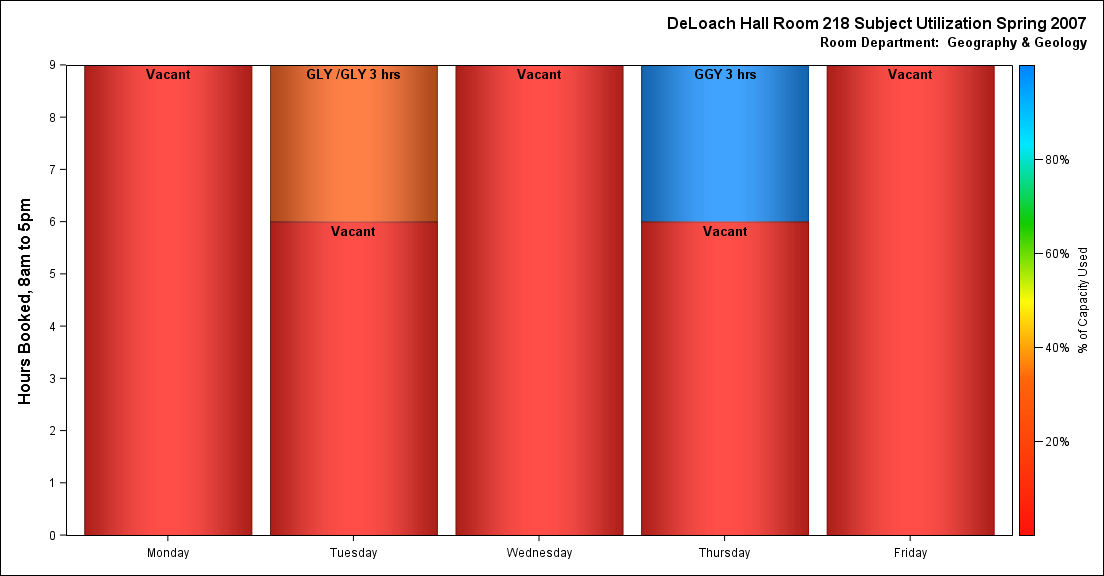 DeLoach Hall Room 218 Subject Utilization Spring 2007
Room Department:  Geography & Geology
Hours Booked, 8am to 5pm
9
8
7
6
5
4
3
2
1
0
Vacant
GLY /GLY 3 hrs
Vacant
GGY 3 hrs
Vacant
Vacant
Vacant
Monday
Tuesday
Wednesday
Thursday
Friday
80%
60%
40%
20%
% of Capacity Used